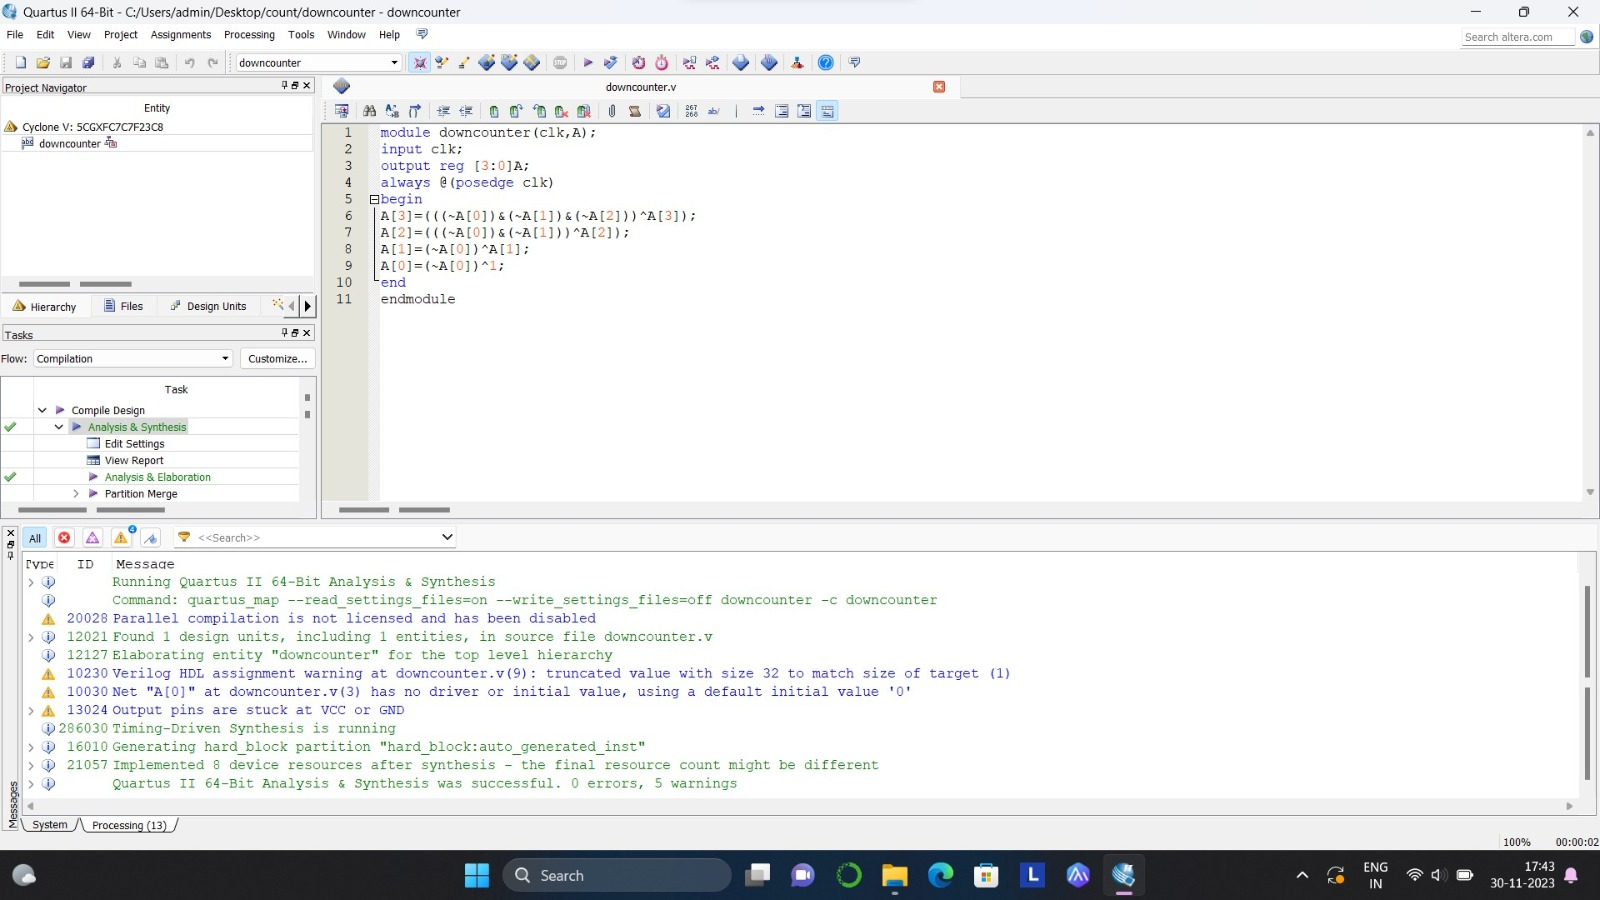 Quartus II 64-Bit - C:/Users/admin/Desktop/count/downcounter - downcounter
File Edit View Project Assignments Processing Tools Window Help
Search altera.com
downcounter
Project Navigator
Entity
Cyclone V: 5CGXFC7C7F23C8
downcounter
Hierarchy Files Design Units
Tasks
Flow: Compilation Customize...
Task
Compile Design
Analysis & Synthesis
Edit Settings
View Report
Analysis & Elaboration
Partition Merge
downcounter.v
267
268
ab/
1 module downcounter(clk,A);
2 input clk;
3 output reg [3:0]A;
4 always @(posedge clk)
5 begin
6 A[3]=(((~A[0])&(~A[1])&(~A[2]))^A[3]);
7 A[2]=(((~A[0])&(~A[1]))^A[2]);
8 A[1]=(~A[0])^A[1];
9 A[0]=(~A[0])^1;
10 end
11 endmodule
All <<Search>>
Type ID Message
Running Quartus II 64-Bit Analysis & Synthesis
Command: quartus_map --read_settings_files=on --write_settings_files=off downcounter -c downcounter
20028 Parallel compilation is not licensed and has been disabled
12021 Found 1 design units, including 1 entities, in source file downcounter.v
12127 Elaborating entity "downcounter" for the top level hierarchy
10230 Verilog HDL assignment warning at downcounter.v(9): truncated value with size 32 to match size of target (1)
10030 Net "A[0]" at downcounter.v(3) has no driver or initial value, using a default initial value '0'
13024 Output pins are stuck at VCC or GND
286030 Timing-Driven Synthesis is running
16010 Generating hard_block partition "hard_block:auto_generated_inst"
21057 Implemented 8 device resources after synthesis - the final resource count might be different
Quartus II 64-Bit Analysis & Synthesis was successful. 0 errors, 5 warnings
Messages
System Processing (13)
100% 00:00:02
Search
L
ENG
IN
17:43
30-11-2023